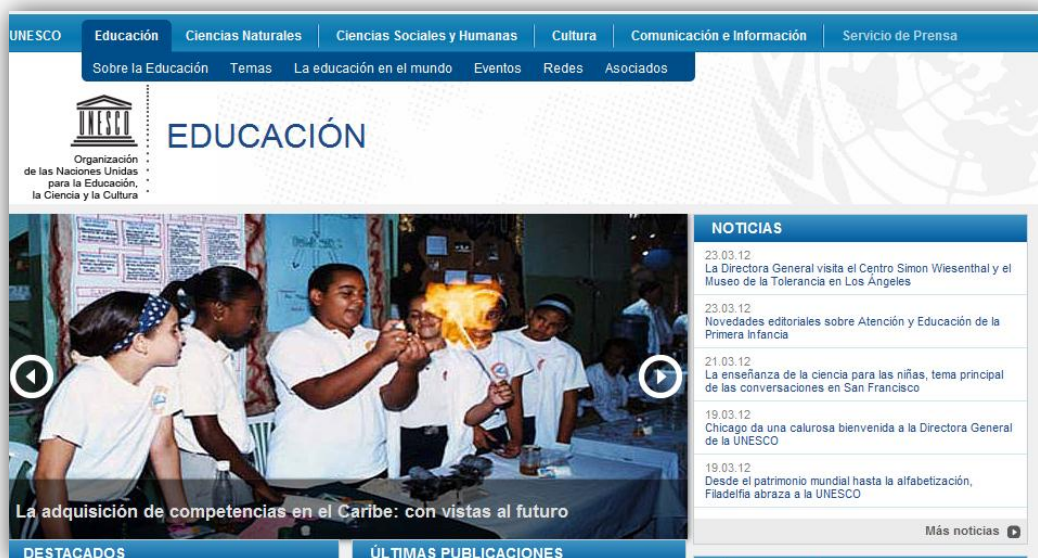 UNESCO Educación Ciencias Naturales Ciencias Sociales y Humanas Cultura Comunicación e Información Servicio de Prensa
Sobre la Educación Temas La educación en el mundo Eventos Redes Asociados
UNESCO
Organización
de las Naciones Unidas
para la Educación,
la Ciencia y la Cultura
EDUCACIÓN
La adquisición de competencias en el Caribe: con vistas al futuro
NOTICIAS
23.03.12
La Directora General visita el Centro Simon Wiesenthal y el
Museo de la Tolerancia en Los Ángeles
23.03.12
Novedades editoriales sobre Atención y Educación de la
Primera Infancia
21.03.12
La enseñanza de la ciencia para las niñas, tema principal
de las conversaciones en San Francisco
19.03.12
Chicago da una calurosa bienvenida a la Directora General
de la UNESCO
19.03.12
Desde el patrimonio mundial hasta la alfabetización,
Filadelfia abraza a la UNESCO
Más noticias
DESTACADOS
ÚLTIMAS PUBLICACIONES